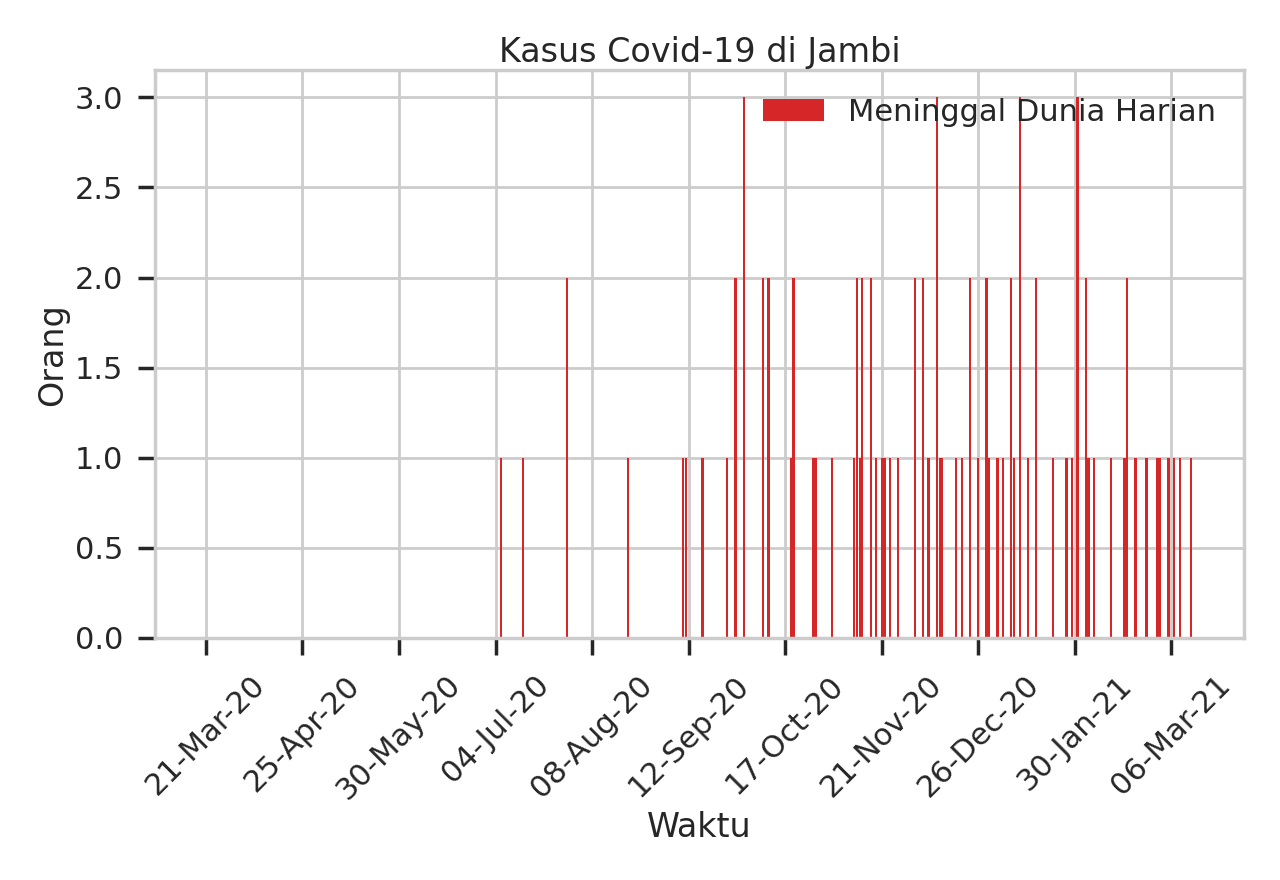 Kasus Covid-19 di Jambi
Meninggal Dunia Harian
Orang
3.0
2.5
2.0
1.5
1.0
0.5
0.0
21-Mar-20
25-Apr-20
30-May-20
04-Jul-20
08-Aug-20
12-Sep-20
17-Oct-20
21-Nov-20
26-Dec-20
30-Jan-21
06-Mar-21
Waktu